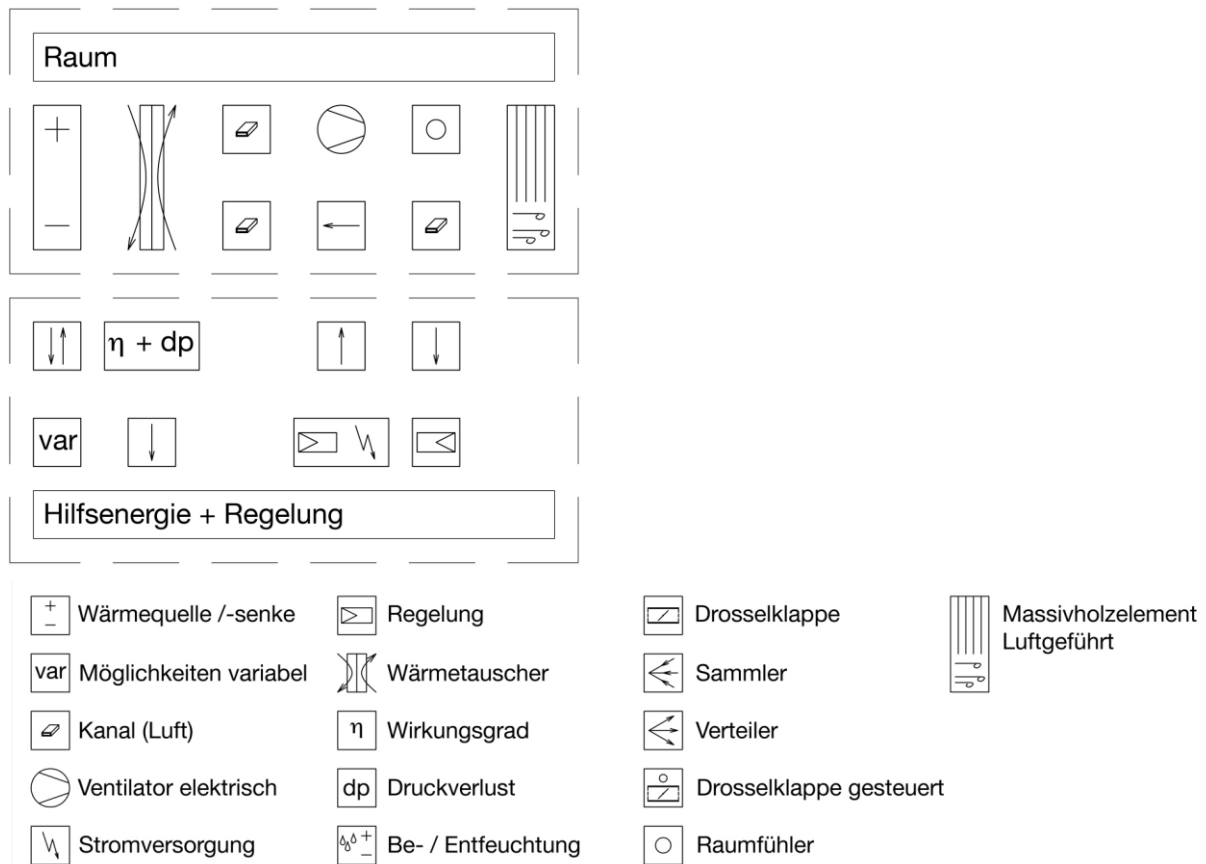 Raum
η + dp
var
Hilfsenergie + Regelung
Wärmequelle /-senke
var Möglichkeiten variabel
Kanal (Luft)
Ventilator elektrisch
Stromversorgung
Regelung
Wärmetauscher
η Wirkungsgrad
dp Druckverlust
Be- / Entfeuchtung
Drosselklappe
Sammler
Verteiler
Drosselklappe gesteuert
Raumfühler
Massivholzelement
Luftgeführt